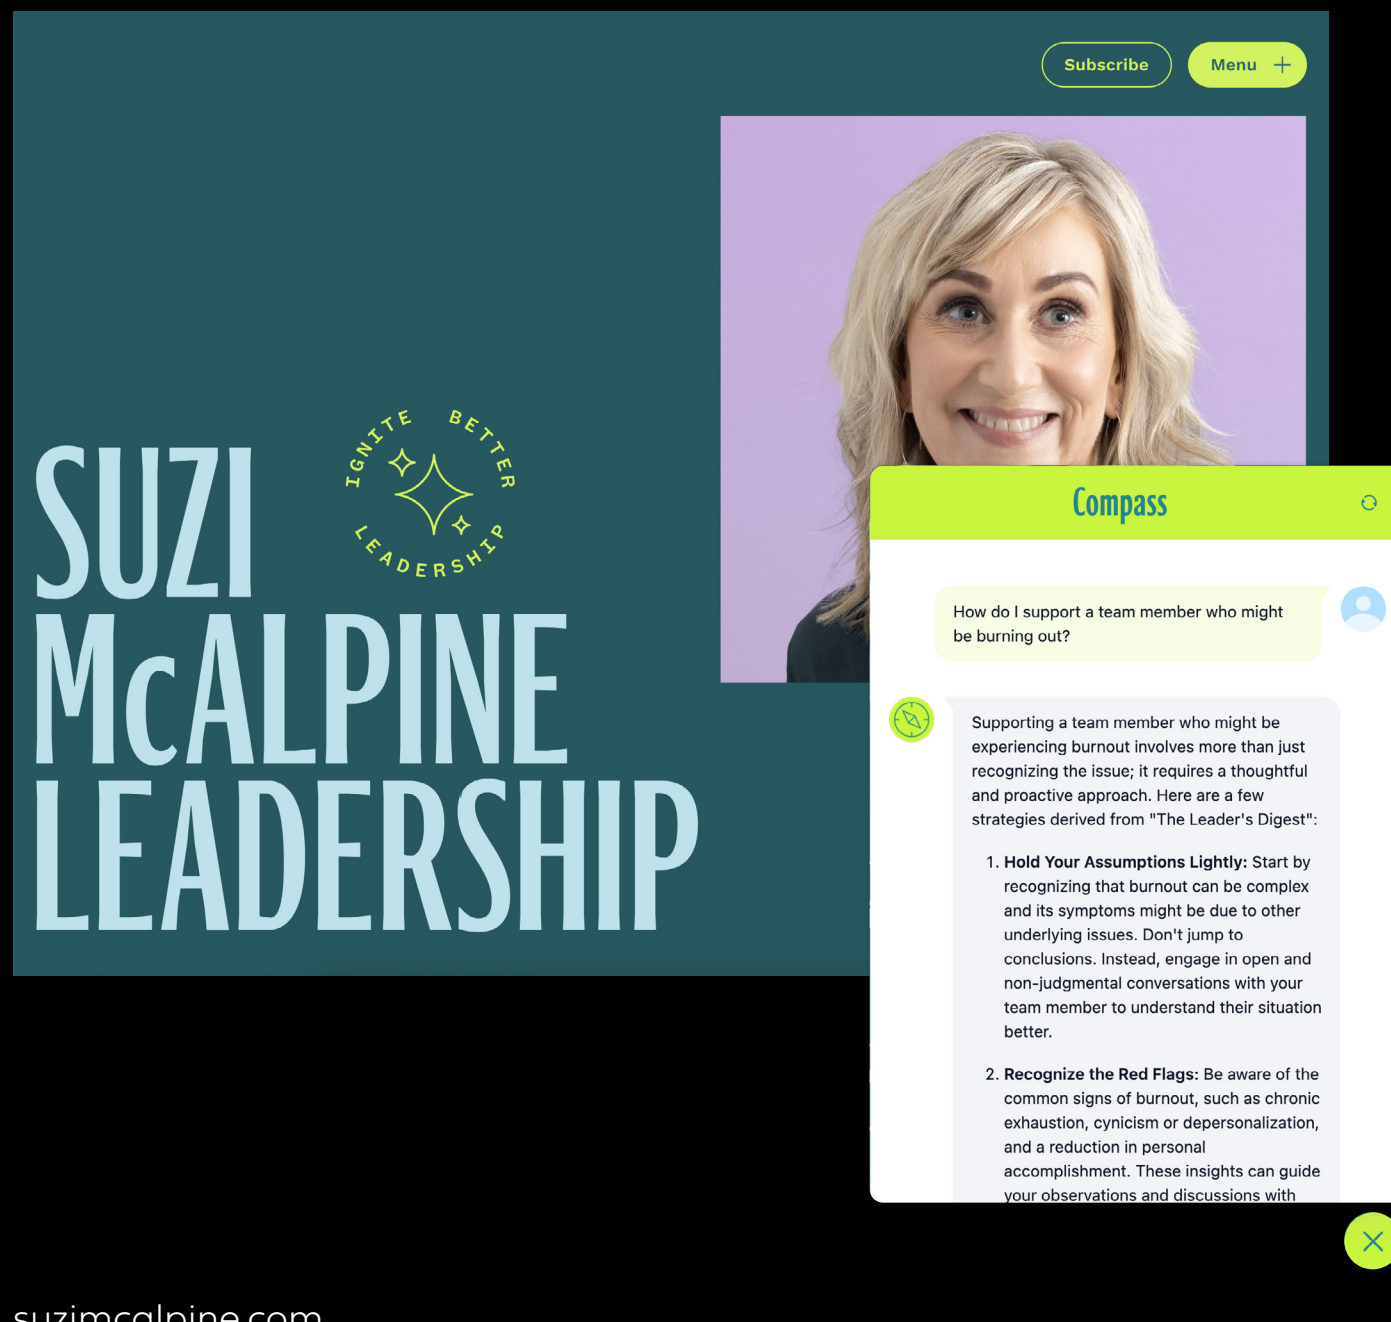 Subscribe
Menu
IGNITE BETTER LEADERSHIP
SUZI
McALPINE
LEADERSHIP
Compass
How do I support a team member who might
be burning out?
Supporting a team member who might be
experiencing burnout involves more than just
recognizing the issue; it requires a thoughtful
and proactive approach. Here are a few
strategies derived from "The Leader's Digest":
1. Hold Your Assumptions Lightly: Start by
recognizing that burnout can be complex
and its symptoms might be due to other
underlying issues. Don't jump to
conclusions. Instead, engage in open and
non-judgmental conversations with your
team member to understand their situation
better.
2. Recognize the Red Flags: Be aware of the
common signs of burnout, such as chronic
exhaustion, cynicism or depersonalization,
and a reduction in personal
accomplishment. These insights can guide
your observations and discussions with
suzimcalpine.com